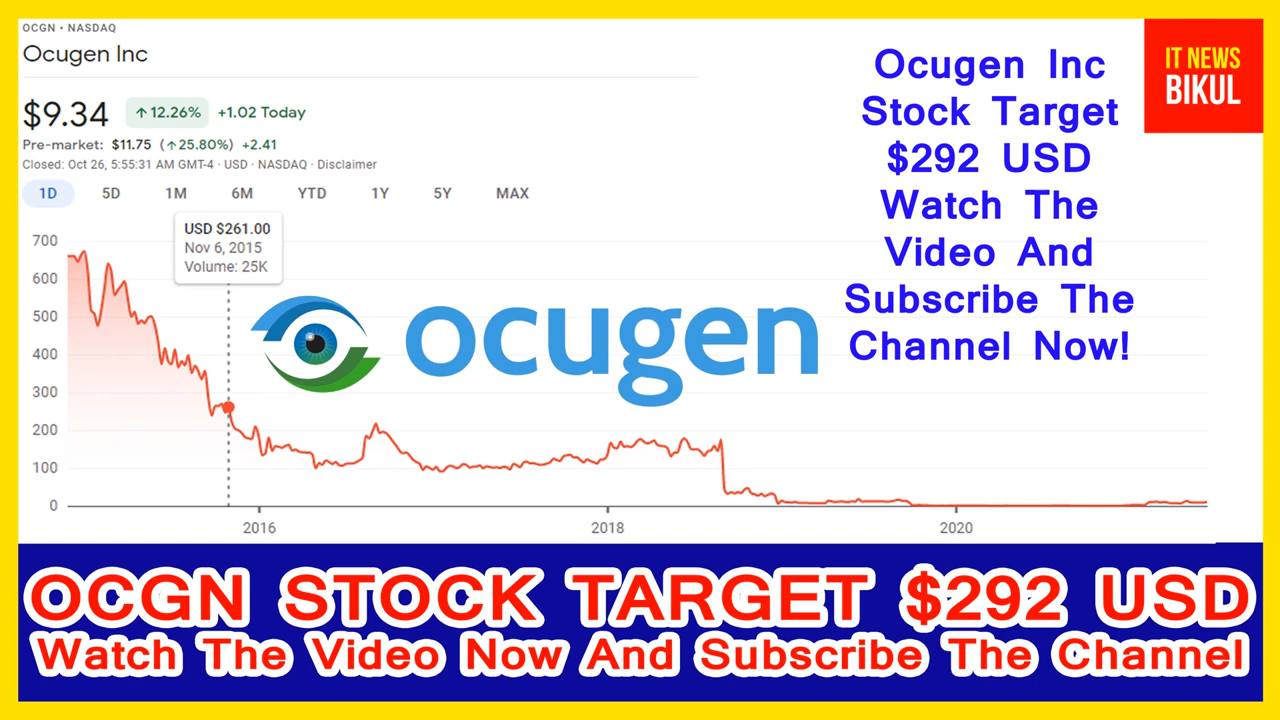 OCGN • NASDAQ
Ocugen Inc
$9.34 ↑12.26% +1.02 Today
Pre-market: $11.75 (↑25.80%) +2.41
Closed: Oct 26, 5:55:31 AM GMT-4 · USD · NASDAQ · Disclaimer
1D 5D 1M 6M YTD 1Y 5Y MAX
USD $261.00
Nov 6, 2015
Volume: 25K
700
600
500
400
300
200
100
0
2016 2018 2020
ocugen
Ocugen Inc
Stock Target
$292 USD
Watch The
Video And
Subscribe The
Channel Now!
IT NEWS
BIKUL
OCGN STOCK TARGET $292 USD
Watch The Video Now And Subscribe The Channel